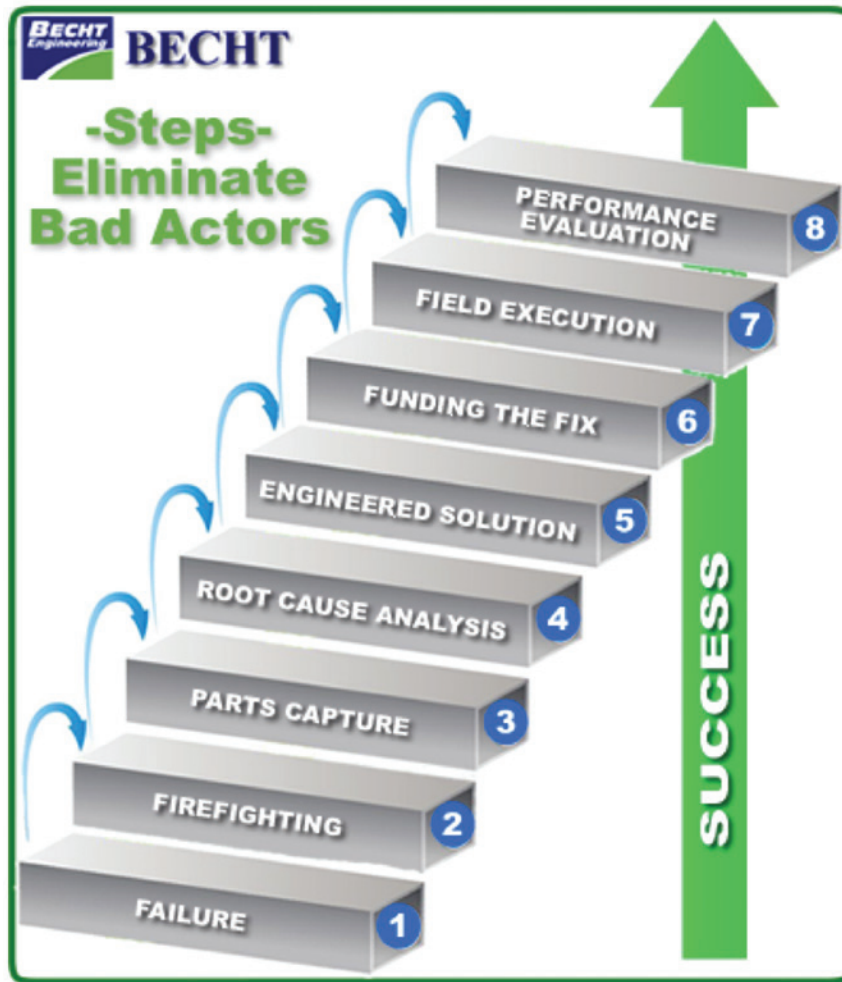 BECHT
Engineering
BECHT
-Steps-
Eliminate
Bad Actors
PERFORMANCE
EVALUATION
8
FIELD EXECUTION
7
FUNDING THE FIX
6
ENGINEERED SOLUTION
5
ROOT CAUSE ANALYSIS
4
PARTS CAPTURE
3
FIREFIGHTING
2
FAILURE
1
SUCCESS